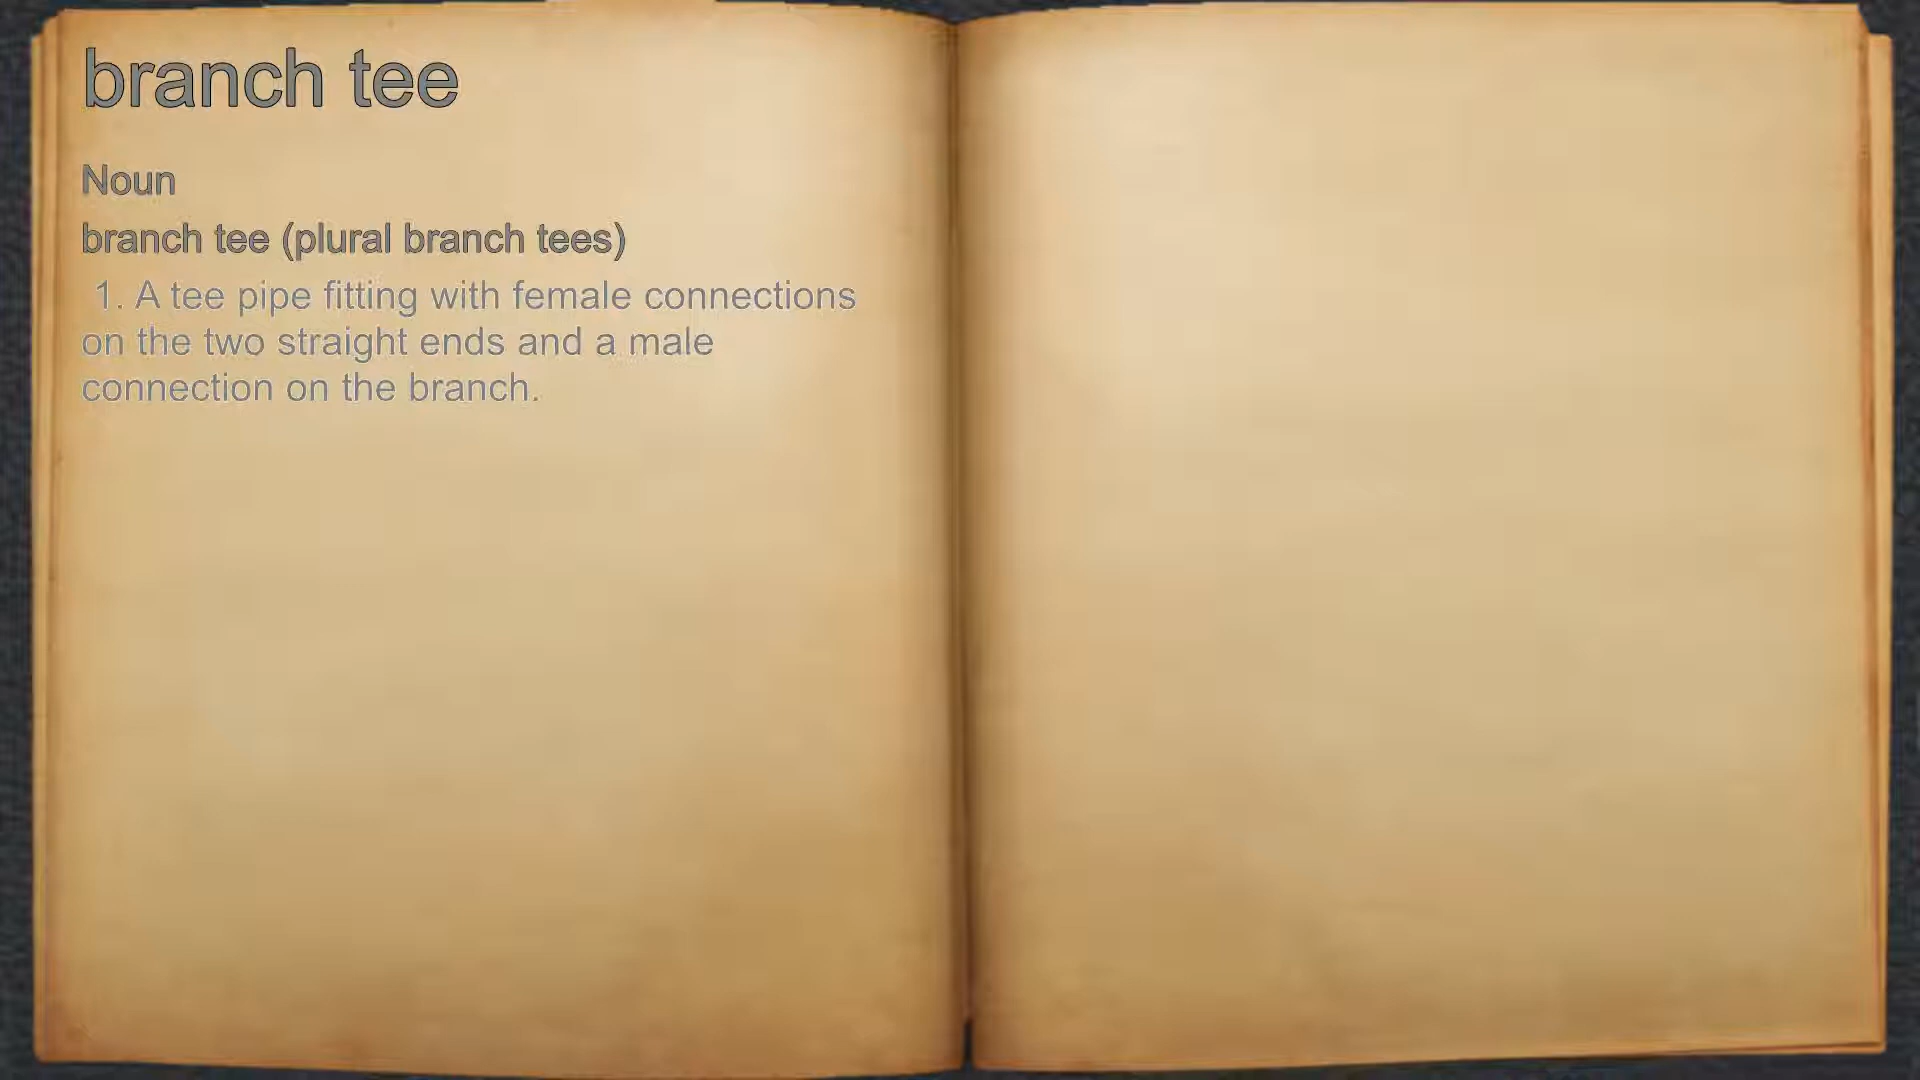 branch tee
Noun
branch tee (plural branch tees)
1. A tee pipe fitting with female connections
on the two straight ends and a male
connection on the branch.